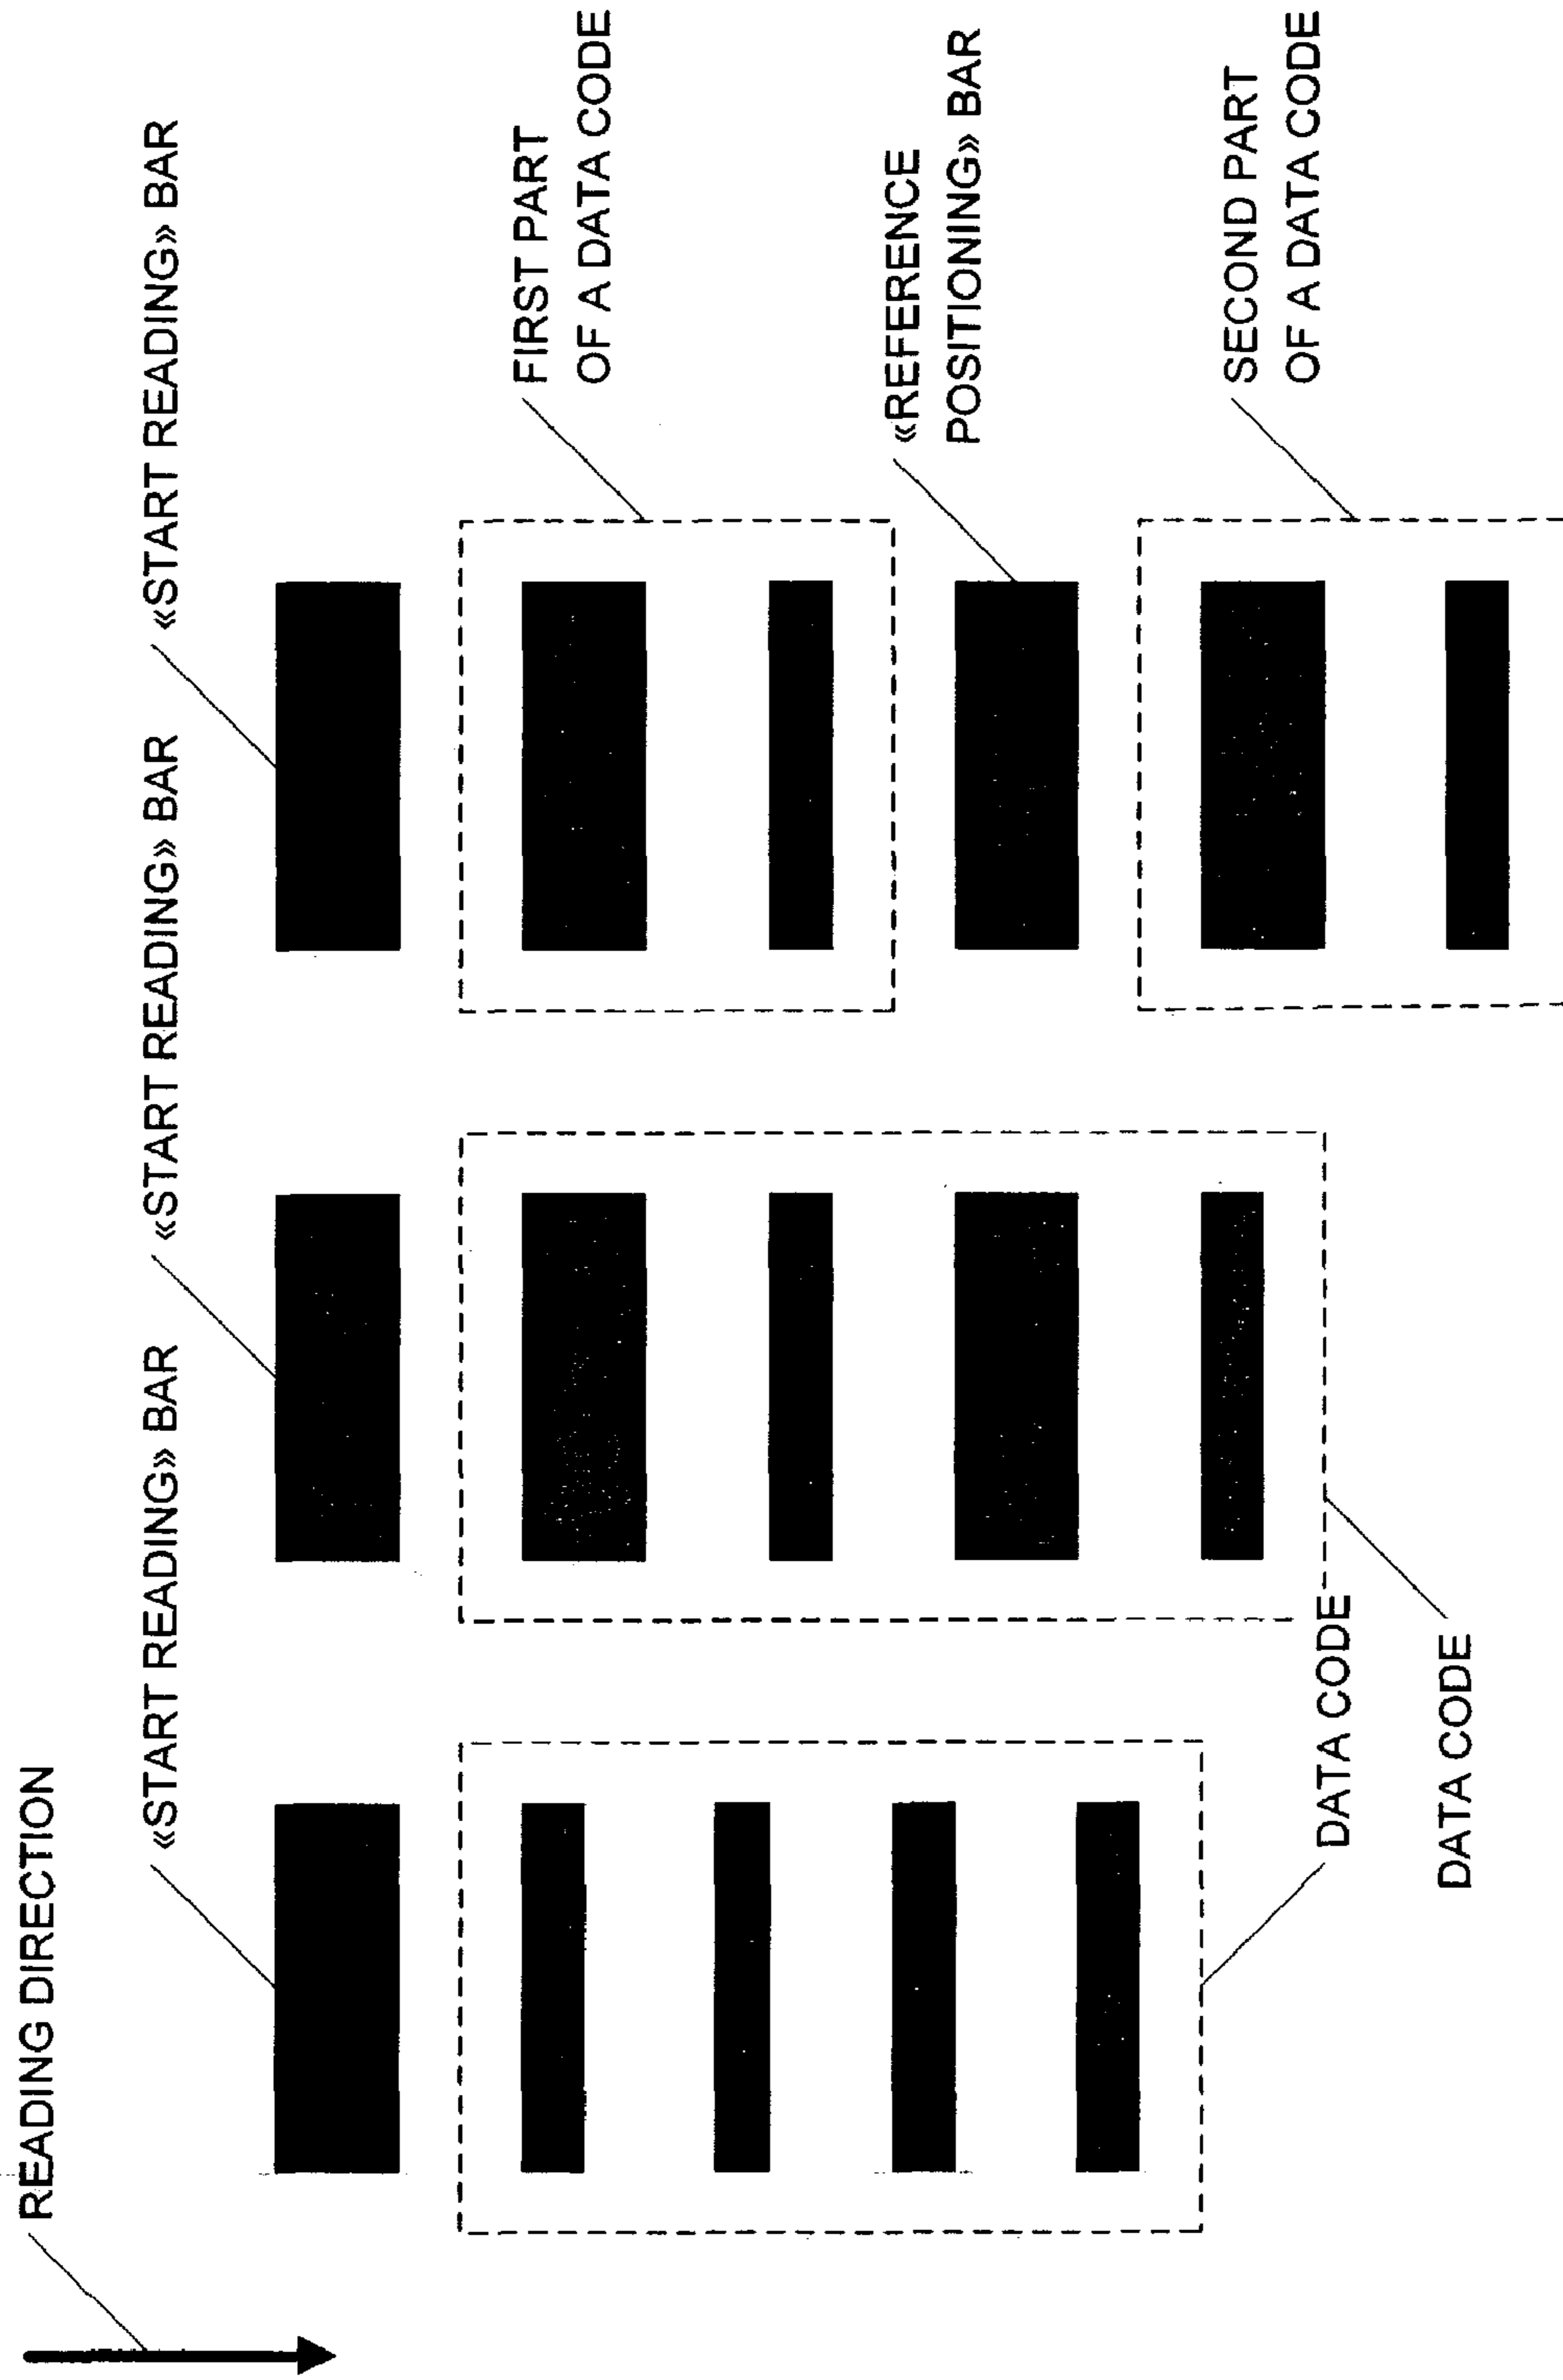 READING DIRECTION
«START READING» BAR
«START READING» BAR
«START READING» BAR
FIRST PART
OF A DATA CODE
«REFERENCE
POSITIONING» BAR
SECOND PART
OF A DATA CODE
DATA CODE
DATA CODE